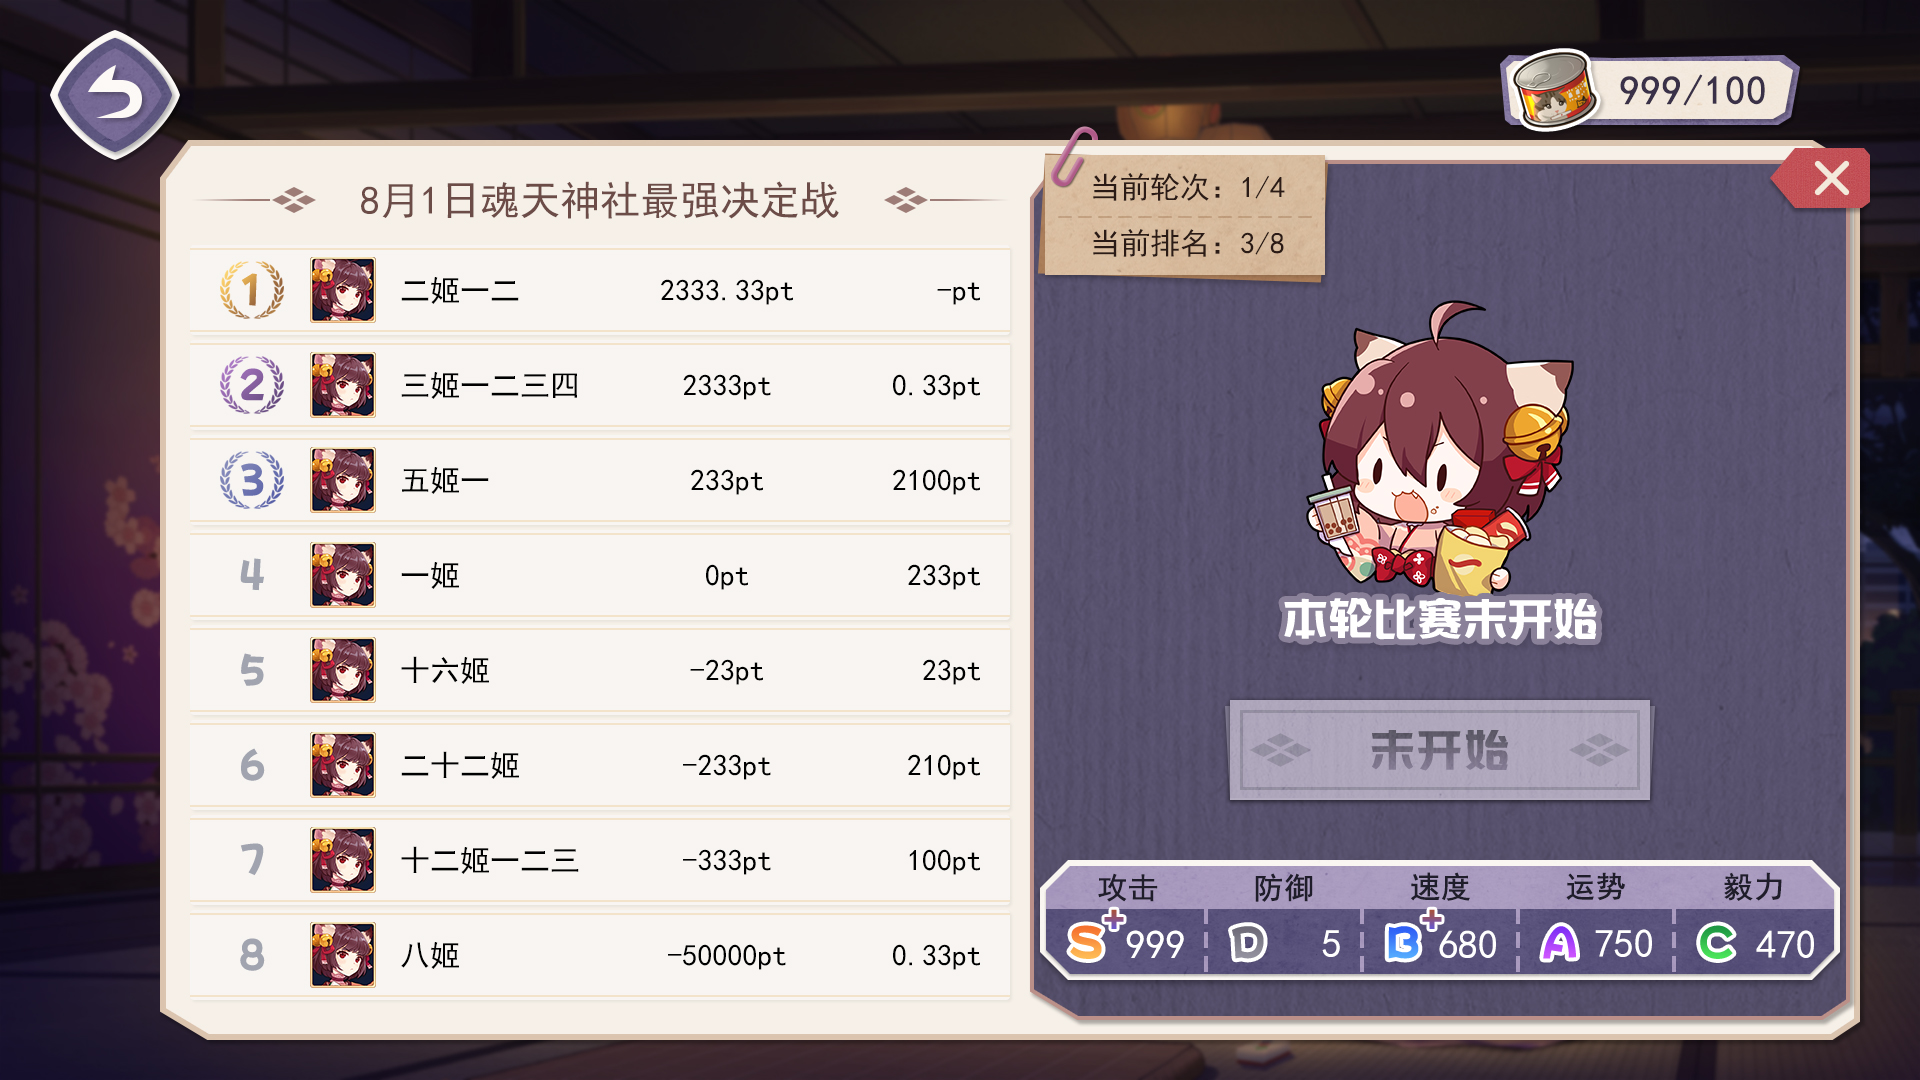 999/100
8月1日魂天神社最强决定战
1 二姬一二 2333.33pt -pt
2 三姬一二三四 2333pt 0.33pt
3 五姬一 233pt 2100pt
4 一姬 0pt 233pt
5 十六姬 -23pt 23pt
6 二十二姬 -233pt 210pt
7 十二姬一二三 -333pt 100pt
8 八姬 -50000pt 0.33pt
当前轮次：1/4
当前排名：3/8
本轮比赛未开始
未开始
攻击 防御 速度 运势 毅力
S+ 999 D 5 B+ 680 A 750 C 470